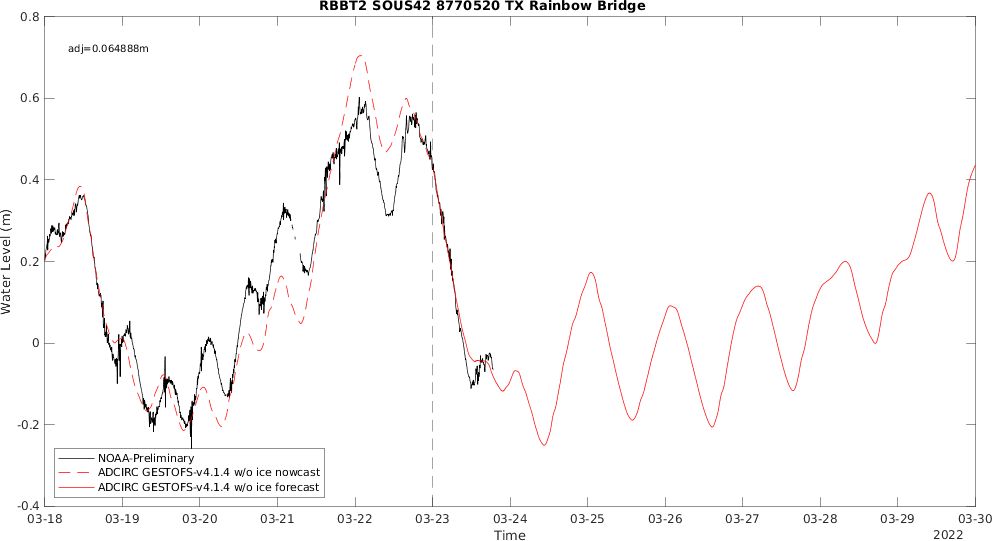 RBBT2 SOUS42 8770520 TX Rainbow Bridge
adj=0.064888m
0.8
0.6
0.4
0.2
0
-0.2
-0.4
Water Level (m)
NOAA-Preliminary
ADCIRC GESTOFS-v4.1.4 w/o ice nowcast
ADCIRC GESTOFS-v4.1.4 w/o ice forecast
03-18 03-19 03-20 03-21 03-22 03-23 03-24 03-25 03-26 03-27 03-28 03-29 03-30
Time
2022